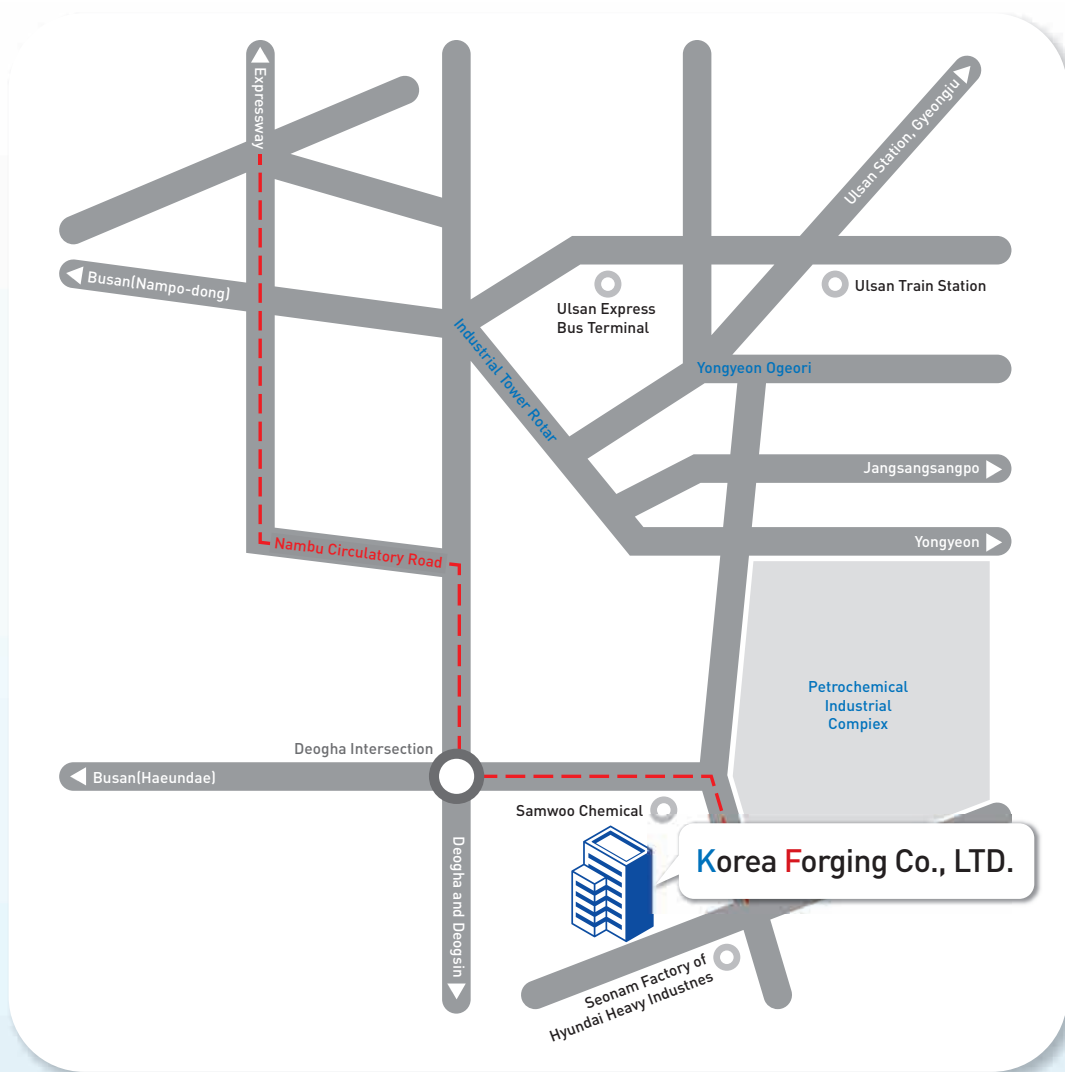 Expressway
Ulsan Station, Gyeongju
Busan(Nampo-dong)
Ulsan Train Station
Ulsan Express
Bus Terminal
Industrial Tower Rotar
Yongyeon Ogeori
Jangsangsangpo
Yongyeon
Nambu Circulatory Road
Petrochemical
Industrial
Compiex
Deogha Intersection
Busan(Haeundae)
Samwoo Chemical
Korea Forging Co., LTD.
Deogha and Deogsin
Seonam Factory of
Hyundai Heavy Industnes